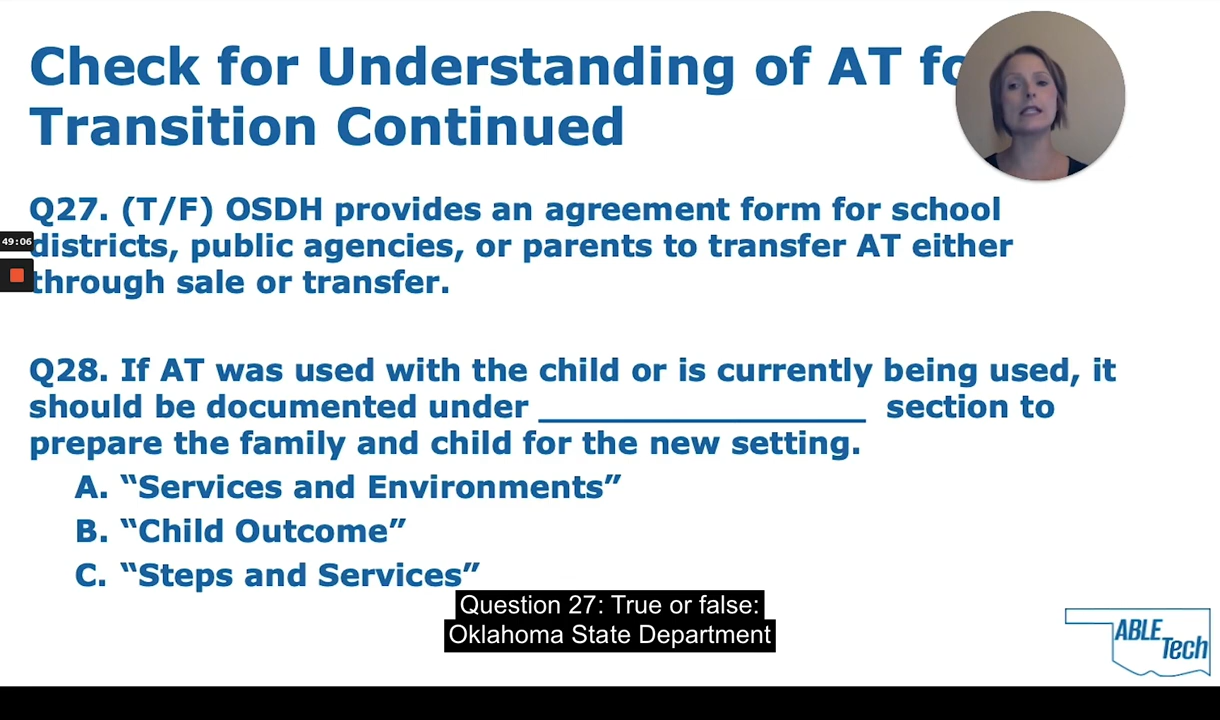 Check for Understanding of AT fo
Transition Continued
Q27. (T/F) OSDH provides an agreement form for school
districts, public agencies, or parents to transfer AT either
through sale or transfer.
49:06
Q28. If AT was used with the child or is currently being used, it
should be documented under __________________ section to
prepare the family and child for the new setting.
A. “Services and Environments”
B. “Child Outcome”
C. “Steps and Services”
Question 27: True or false:
Oklahoma State Department
ABLE
Tech